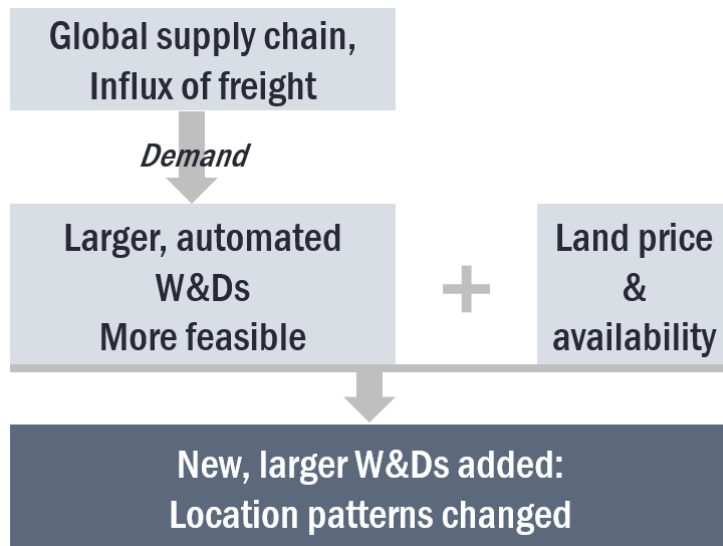 Global supply chain,
Influx of freight
Demand
Larger, automated
W&Ds
More feasible
+
Land price
&
availability
New, larger W&Ds added:
Location patterns changed